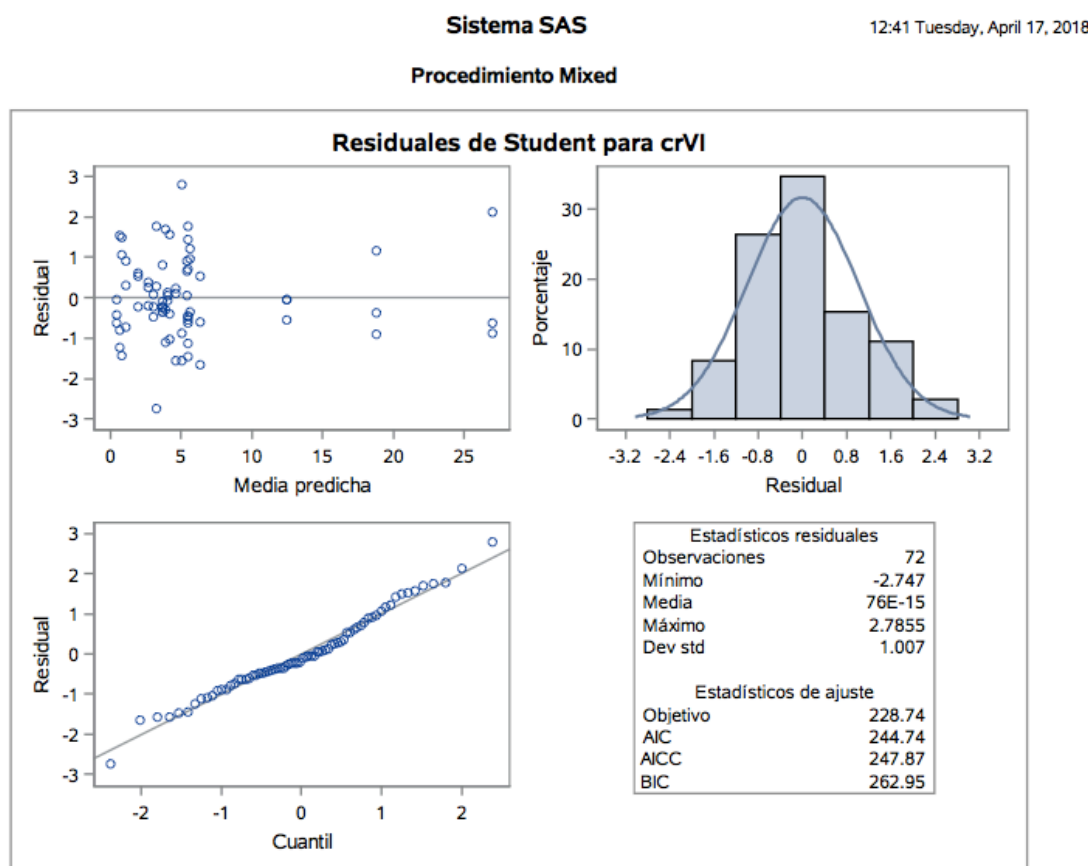 Sistema SAS
12:41 Tuesday, April 17, 2018
Procedimiento Mixed
Residuales de Student para crVI
3
2
1
0
-1
-2
-3
Residual
0 5 10 15 20 25
Media predicha
30
20
10
0
Porcentaje
-3.2 -2.4 -1.6 -0.8 0 0.8 1.6 2.4 3.2
Residual
3
2
1
0
-1
-2
-3
Residual
-2 -1 0 1 2
Cuantil
Estadísticos residuales
Observaciones 72
Mínimo -2.747
Media 76E-15
Máximo 2.7855
Dev std 1.007
Estadísticos de ajuste
Objetivo 228.74
AIC 244.74
AICC 247.87
BIC 262.95